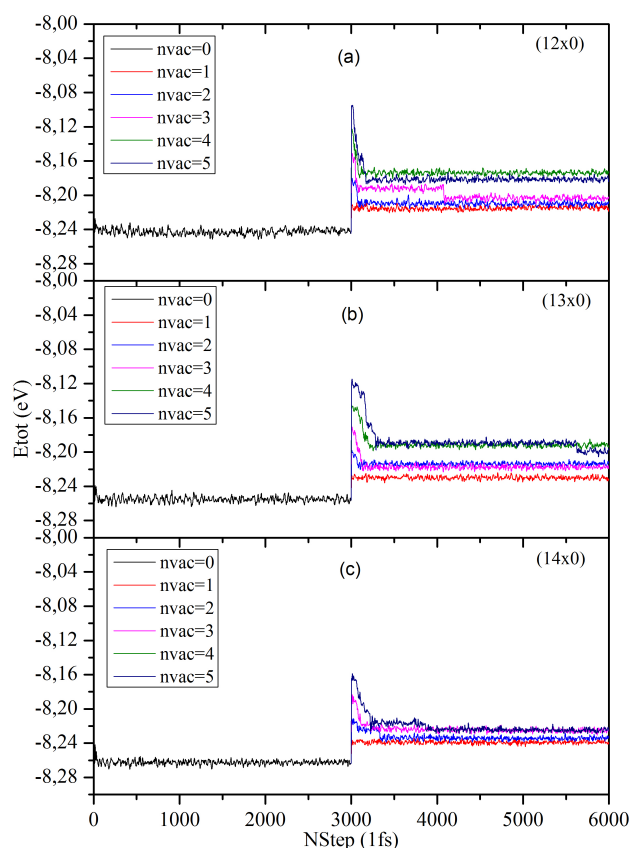 -8,00
-8,04
-8,08
-8,12
-8,16
-8,20
-8,24
-8,28
nvac=0
nvac=1
nvac=2
nvac=3
nvac=4
nvac=5
(a)
(12x0)
-8,00
-8,04
-8,08
-8,12
-8,16
-8,20
-8,24
-8,28
nvac=0
nvac=1
nvac=2
nvac=3
nvac=4
nvac=5
(b)
(13x0)
Etot (eV)
-8,00
-8,04
-8,08
-8,12
-8,16
-8,20
-8,24
-8,28
nvac=0
nvac=1
nvac=2
nvac=3
nvac=4
nvac=5
(c)
(14x0)
0 1000 2000 3000 4000 5000 6000
NStep (1fs)